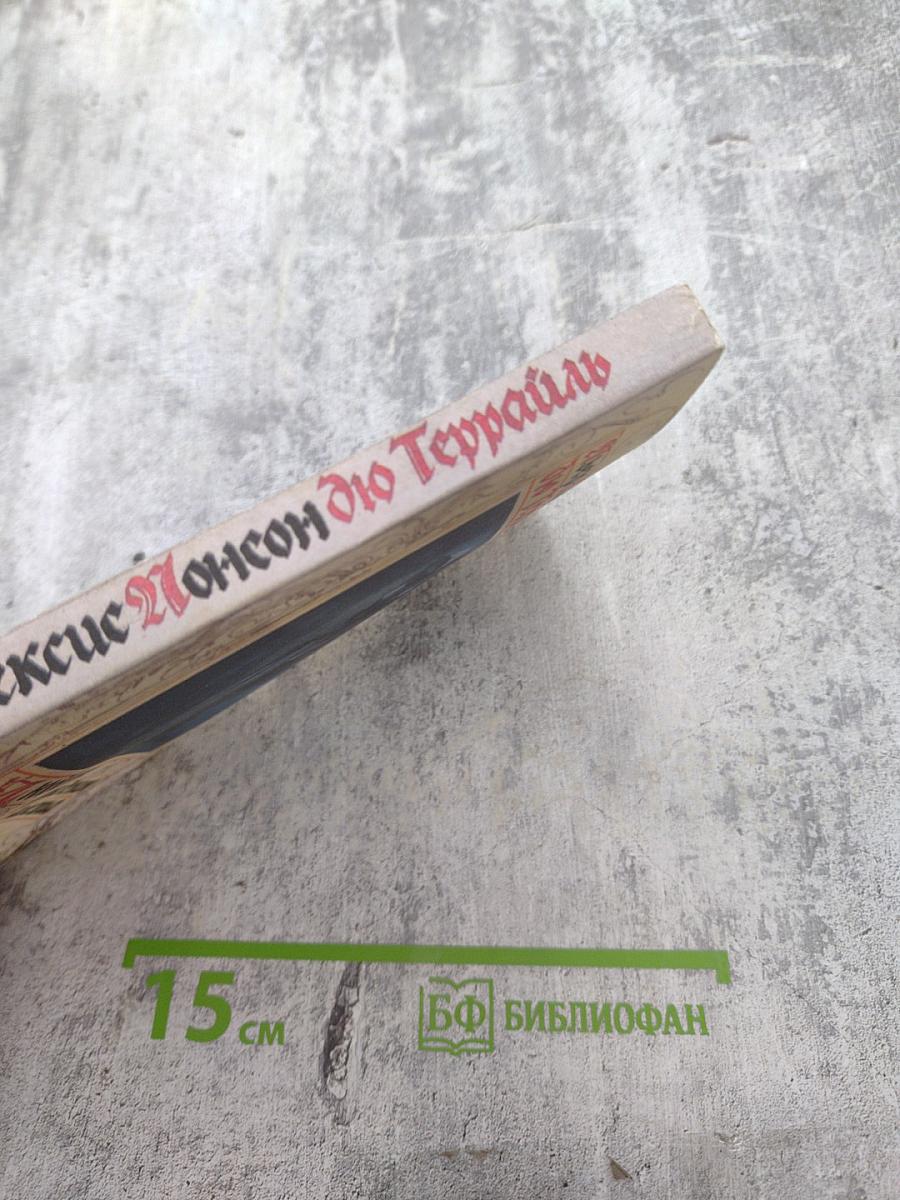 ексис Понсон дю Террайль
15 см
БФ БИБЛИОФАН